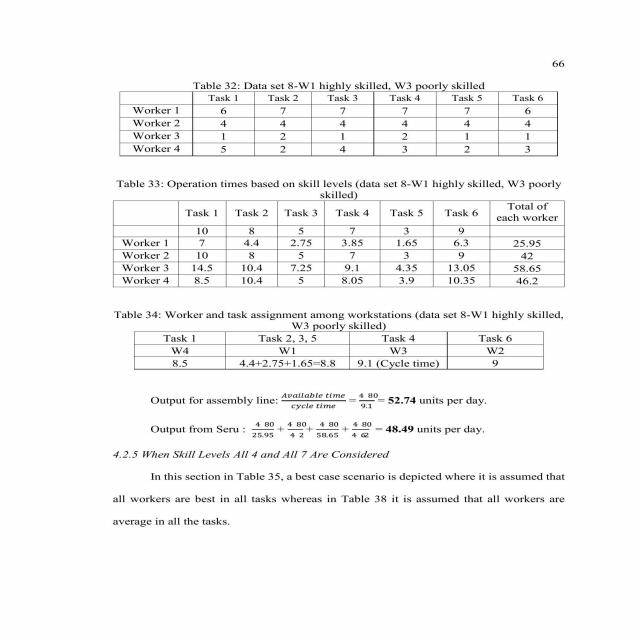 66
Table 32: Data set 8-W1 highly skilled, W3 poorly skilled
Task 1 Task 2 Task 3 Task 4 Task 5 Task 6
Worker 1 6 7 7 7 7 6
Worker 2 4 4 4 4 4 4
Worker 3 1 2 1 2 1 1
Worker 4 5 2 4 3 2 3
Table 33: Operation times based on skill levels (data set 8-W1 highly skilled, W3 poorly
skilled)
Task 1 Task 2 Task 3 Task 4 Task 5 Task 6 Total of
each worker
10 8 5 7 3 9
Worker 1 7 4.4 2.75 3.85 1.65 6.3 25.95
Worker 2 10 8 5 7 3 9 42
Worker 3 14.5 10.4 7.25 9.1 4.35 13.05 58.65
Worker 4 8.5 10.4 5 8.05 3.9 10.35 46.2
Table 34: Worker and task assignment among workstations (data set 8-W1 highly skilled,
W3 poorly skilled)
Task 1 Task 2, 3, 5 Task 4 Task 6
W4 W1 W3 W2
8.5 4.4+2.75+1.65=8.8 9.1 (Cycle time) 9
Output for assembly line: Available time / cycle time = 4 80 / 9.1 = 52.74 units per day.
Output from Seru : 4 80 / 25.95 + 4 80 / 4 2 + 4 80 / 58.65 + 4 80 / 4 62 = 48.49 units per day.
4.2.5 When Skill Levels All 4 and All 7 Are Considered
In this section in Table 35, a best case scenario is depicted where it is assumed that
all workers are best in all tasks whereas in Table 38 it is assumed that all workers are
average in all the tasks.